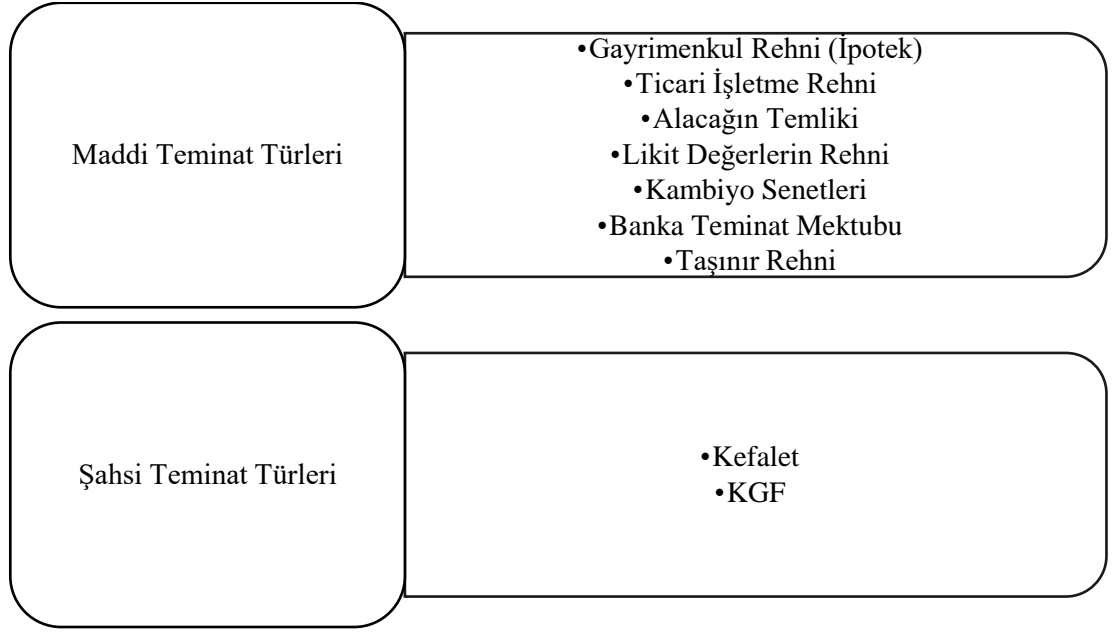 Maddi Teminat Türleri
•Gayrimenkul Rehni (İpotek)
•Ticari İşletme Rehni
•Alacağın Temliki
•Likit Değerlerin Rehni
•Kambiyo Senetleri
•Banka Teminat Mektubu
•Taşınır Rehni
Şahsi Teminat Türleri
•Kefalet
•KGF